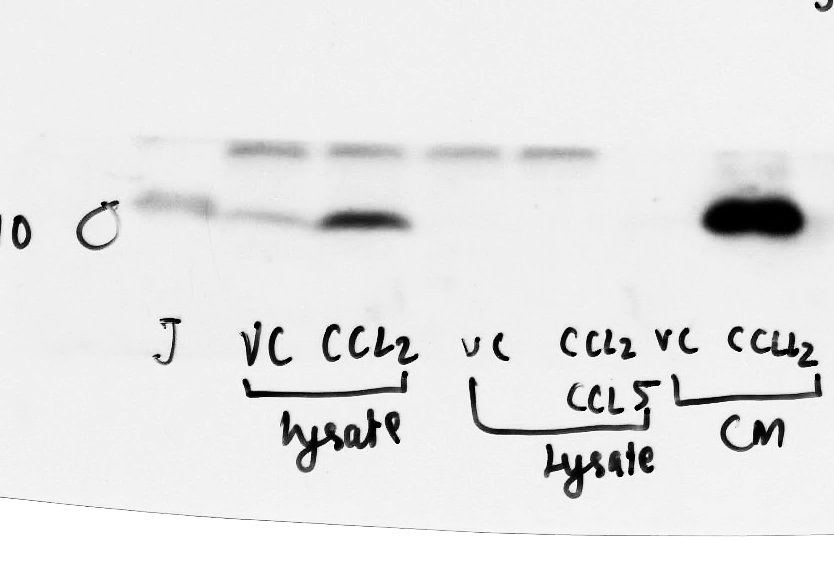 10
J VC CCL2 VC CCL2 VC CCL2
CCL5
Lysate CM
Lysate